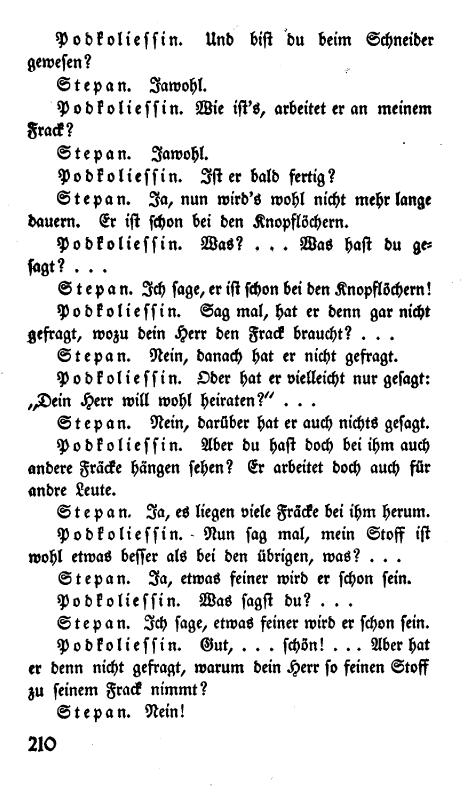 Podkoliessin. Und bist du beim Schneider
gewesen?
Stepan. Jawohl.
Podkoliessin. Wie ist's, arbeitet er an meinem
Frack?
Stepan. Jawohl.
Podkoliessin. Ist er bald fertig?
Stepan. Ja, nun wird's wohl nicht mehr lange
dauern. Er ist schon bei den Knopflöchern.
Podkoliessin. Was? . . . Was hast du ge-
sagt? . . .
Stepan. Ich sage, er ist schon bei den Knopflöchern!
Podkoliessin. Sag mal, hat er denn gar nicht
gefragt, wozu dein Herr den Frack braucht? . . .
Stepan. Nein, danach hat er nicht gefragt.
Podkoliessin. Oder hat er vielleicht nur gesagt:
„Dein Herr will wohl heiraten?“ . . .
Stepan. Nein, darüber hat er auch nichts gesagt.
Podkoliessin. Aber du hast doch bei ihm auch
andere Fräcke hängen sehen? Er arbeitet doch auch für
andre Leute.
Stepan. Ja, es liegen viele Fräcke bei ihm herum.
Podkoliessin. Nun sag mal, mein Stoff ist
wohl etwas besser als bei den übrigen, was? . . .
Stepan. Ja, etwas feiner wird er schon sein.
Podkoliessin. Was sagst du? . . .
Stepan. Ich sage, etwas feiner wird er schon sein.
Podkoliessin. Gut, . . . schön! . . . Aber hat
er denn nicht gefragt, warum dein Herr so feinen Stoff
zu seinem Frack nimmt?
Stepan. Nein!
210